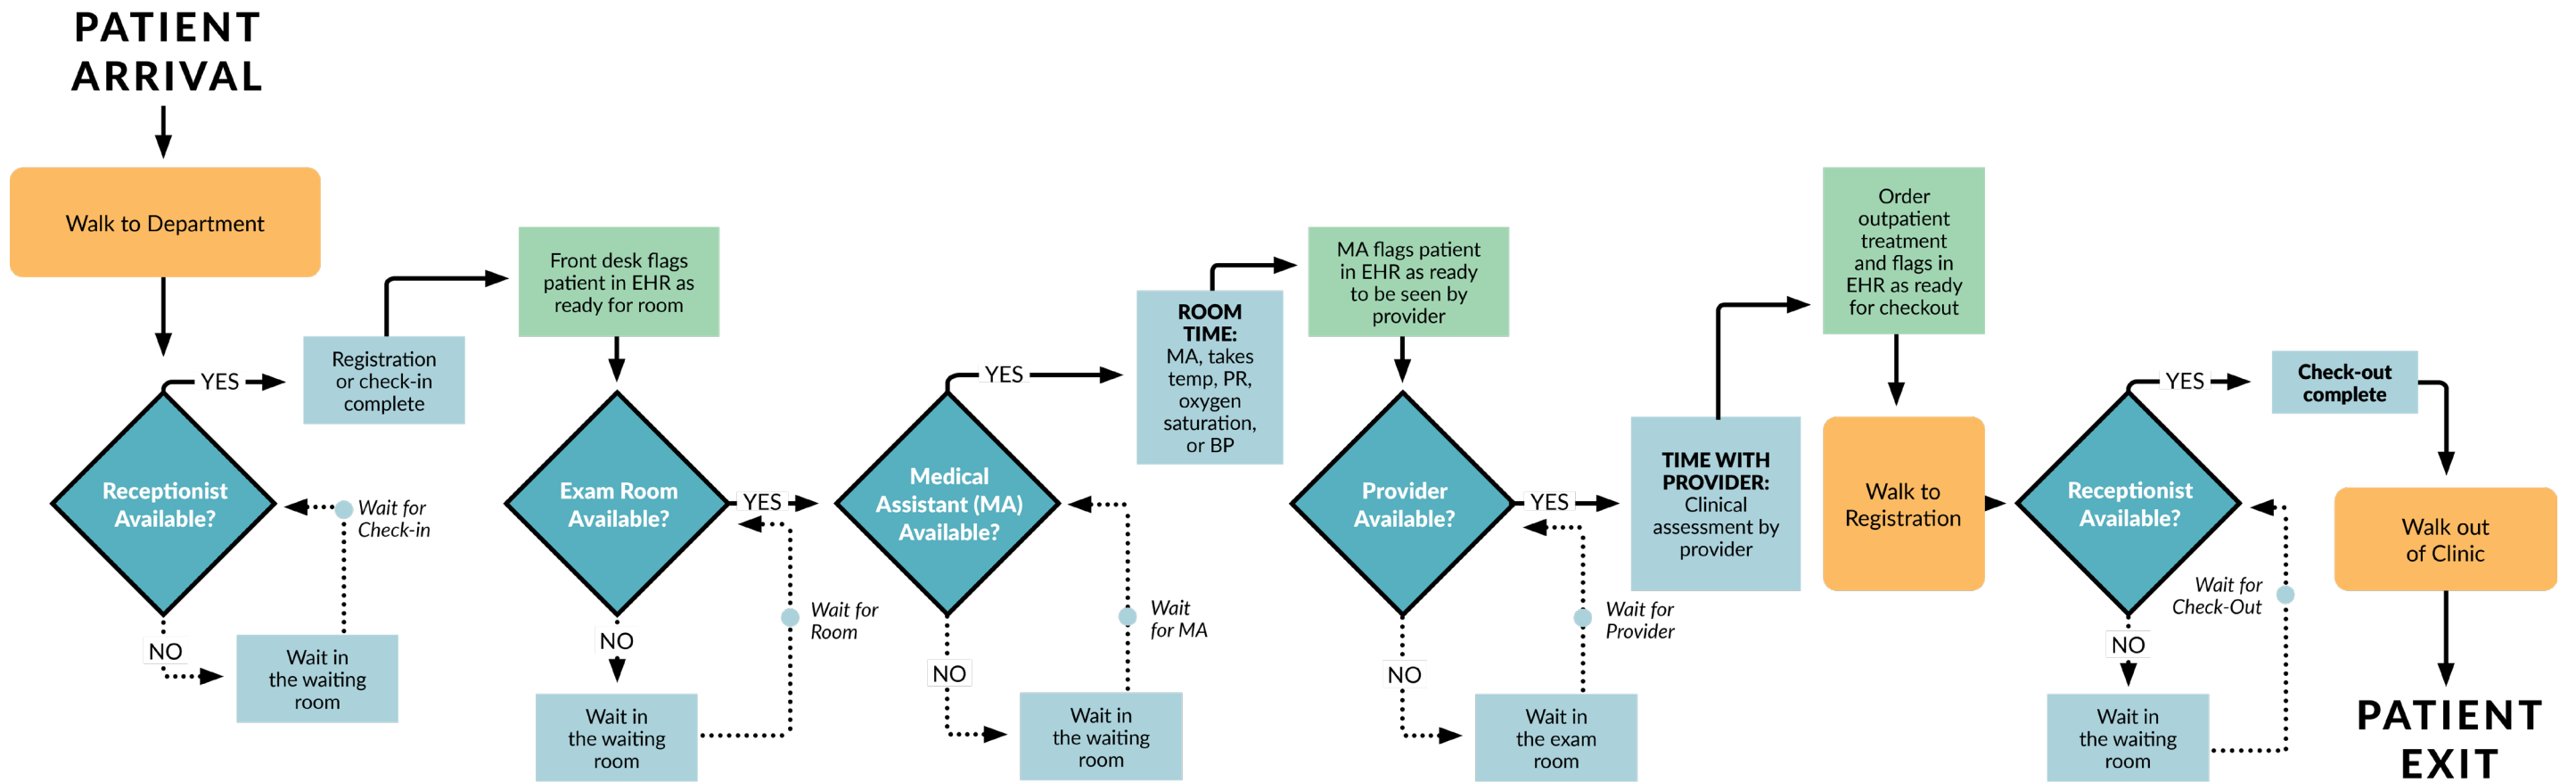 PATIENT
ARRIVAL
Walk to Department
Receptionist
Available?
YES
Registration
or check-in
complete
NO
Wait in
the waiting
room
Wait for
Check-in
Front desk flags
patient in EHR as
ready for room
Exam Room
Available?
YES
NO
Wait in
the waiting
room
Wait for
Room
Medical
Assistant (MA)
Available?
YES
NO
Wait in
the waiting
room
Wait
for MA
ROOM
TIME:
MA, takes
temp, PR,
oxygen
saturation,
or BP
MA flags patient
in EHR as ready
to be seen by
provider
Provider
Available?
YES
NO
Wait in
the exam
room
Wait for
Provider
TIME WITH
PROVIDER:
Clinical
assessment by
provider
Order
outpatient
treatment
and flags in
EHR as ready
for checkout
Walk to
Registration
Receptionist
Available?
YES
NO
Wait in
the waiting
room
Wait for
Check-Out
Check-out
complete
Walk out
of Clinic
PATIENT
EXIT